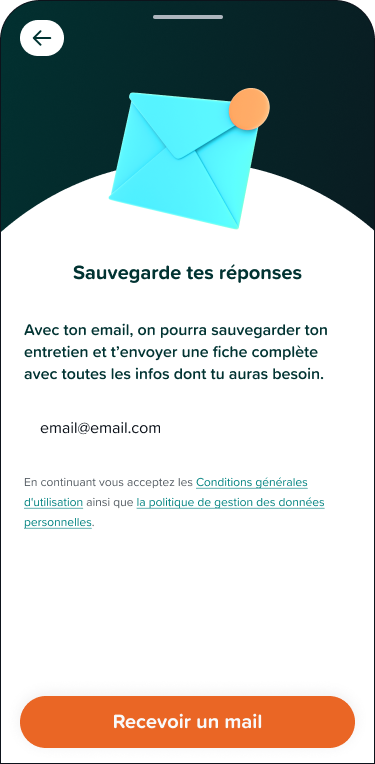 Sauvegarde tes réponses
Avec ton email, on pourra sauvegarder ton
entretien et t’envoyer une fiche complète
avec toutes les infos dont tu auras besoin.
email@email.com
En continuant vous acceptez les Conditions générales
d'utilisation ainsi que la politique de gestion des données
personnelles.
Recevoir un mail